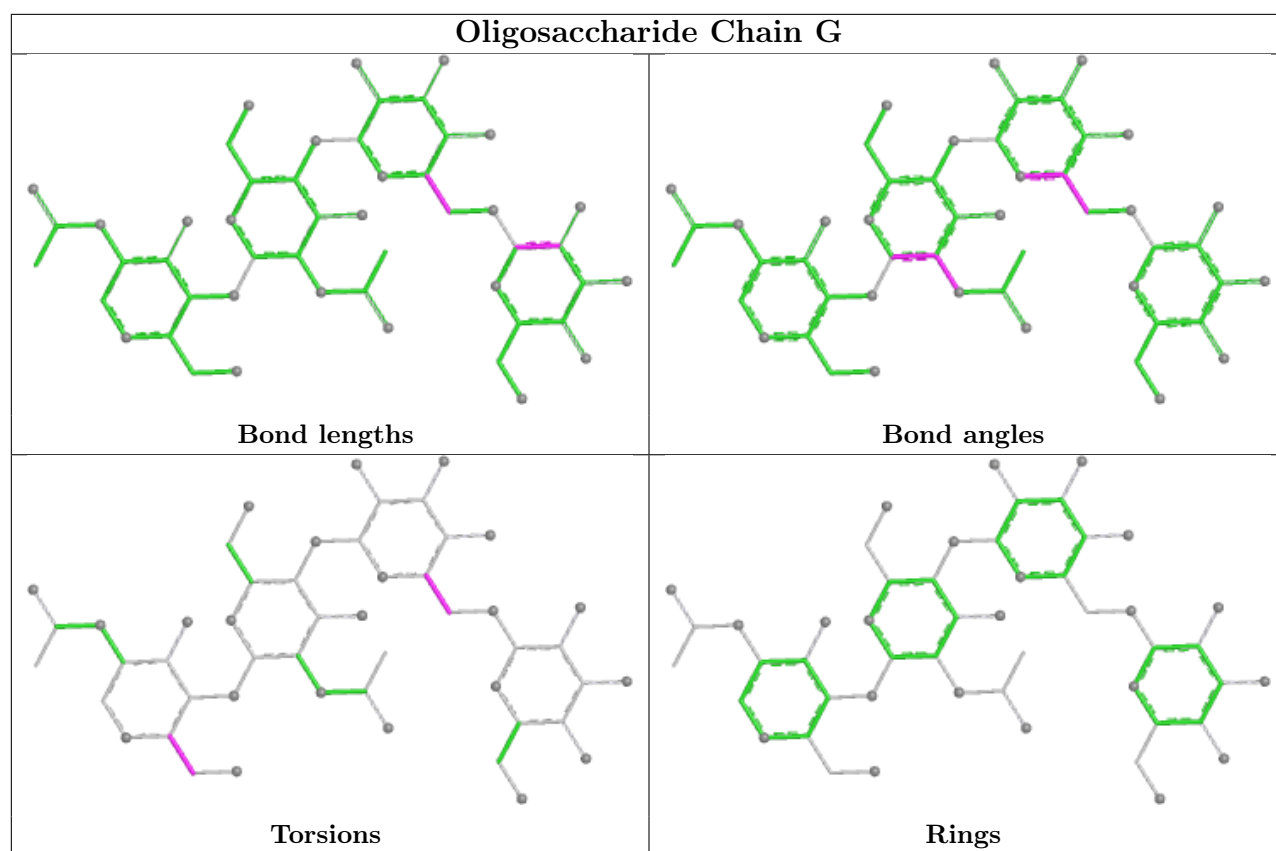 Oligosaccharide Chain G
Bond lengths
Bond angles
Torsions
Rings